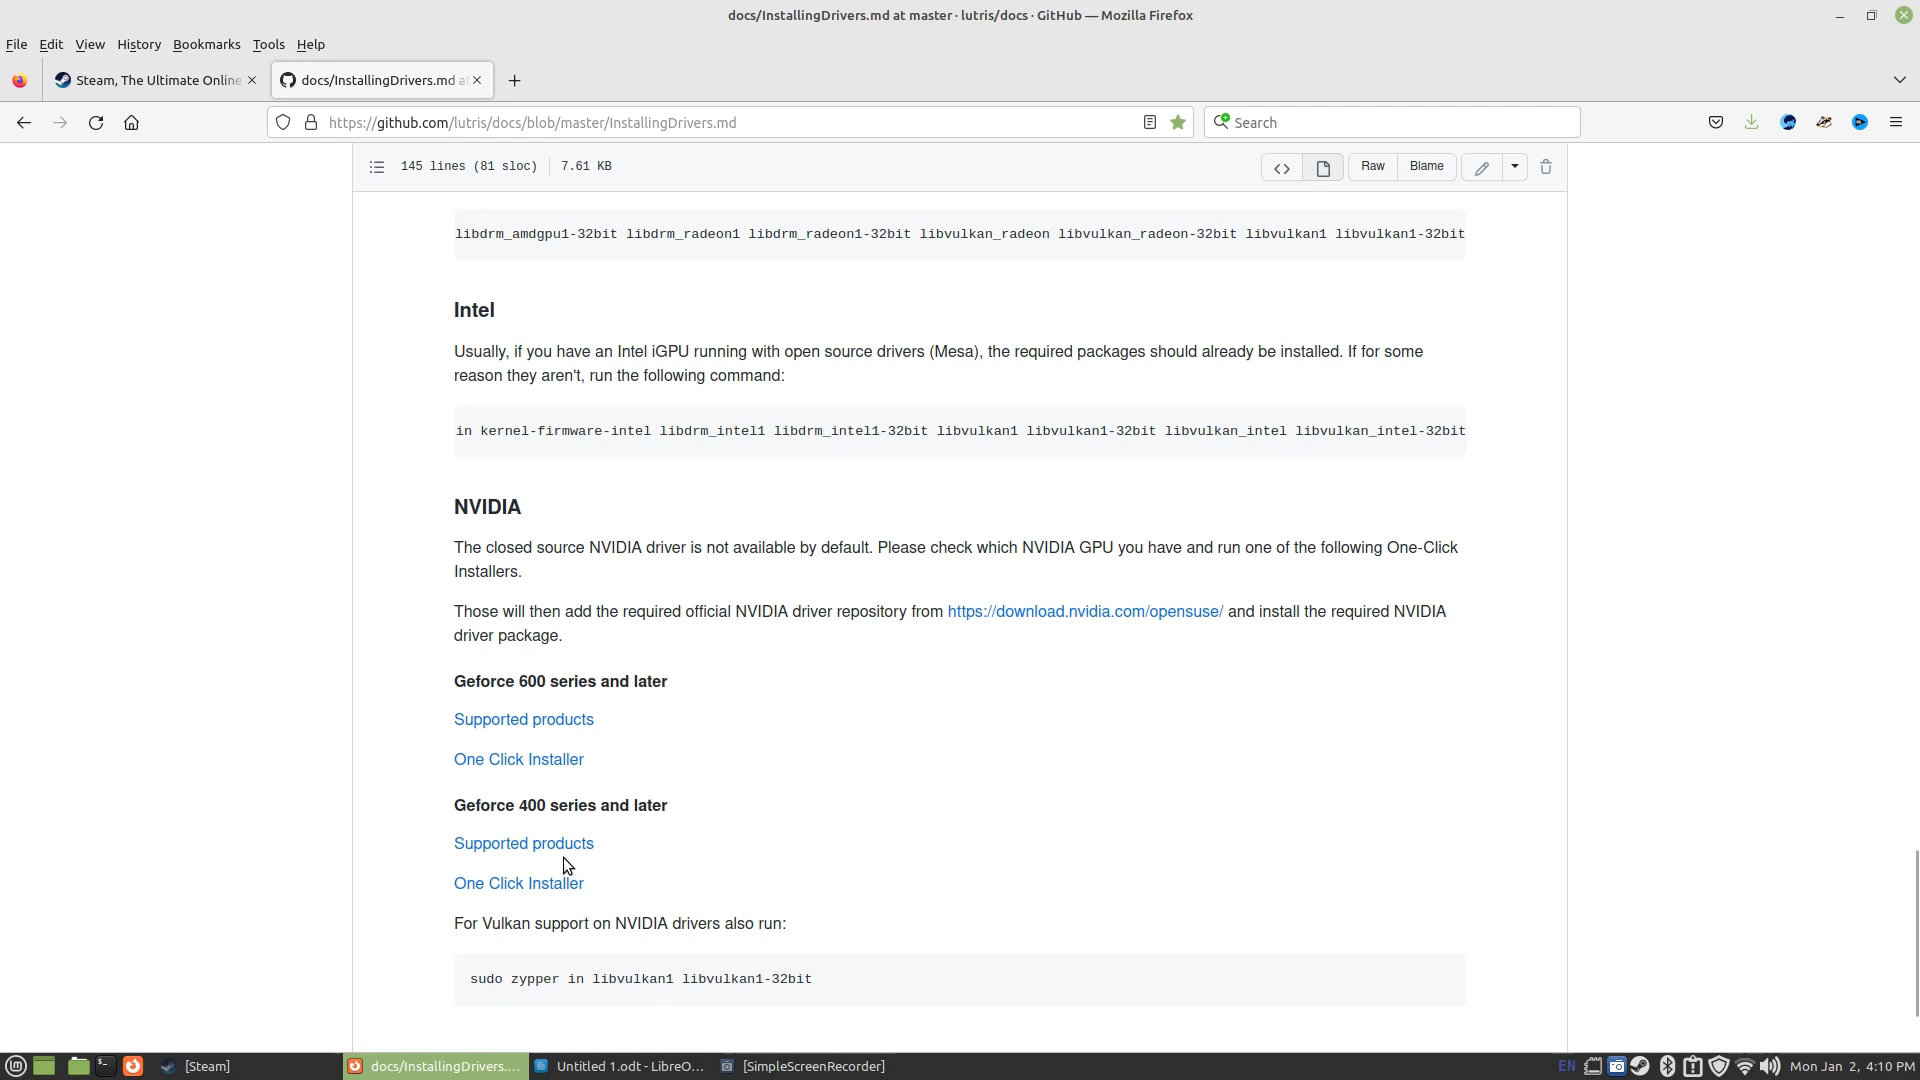 docs/InstallingDrivers.md at master · lutris/docs · GitHub — Mozilla Firefox
File Edit View History Bookmarks Tools Help
Steam, The Ultimate Online
docs/InstallingDrivers.md a
https://github.com/lutris/docs/blob/master/InstallingDrivers.md
Search
145 lines (81 sloc) 7.61 KB
Raw Blame
libdrm_amdgpu1-32bit libdrm_radeon1 libdrm_radeon1-32bit libvulkan_radeon libvulkan_radeon-32bit libvulkan1 libvulkan1-32bit
Intel
Usually, if you have an Intel iGPU running with open source drivers (Mesa), the required packages should already be installed. If for some
reason they aren't, run the following command:
in kernel-firmware-intel libdrm_intel1 libdrm_intel1-32bit libvulkan1 libvulkan1-32bit libvulkan_intel libvulkan_intel-32bit
NVIDIA
The closed source NVIDIA driver is not available by default. Please check which NVIDIA GPU you have and run one of the following One-Click
Installers.
Those will then add the required official NVIDIA driver repository from https://download.nvidia.com/opensuse/ and install the required NVIDIA
driver package.
Geforce 600 series and later
Supported products
One Click Installer
Geforce 400 series and later
Supported products
One Click Installer
For Vulkan support on NVIDIA drivers also run:
sudo zypper in libvulkan1 libvulkan1-32bit
[Steam]
docs/InstallingDrivers....
Untitled 1.odt - LibreO...
[SimpleScreenRecorder]
EN
Mon Jan 2, 4:10 PM